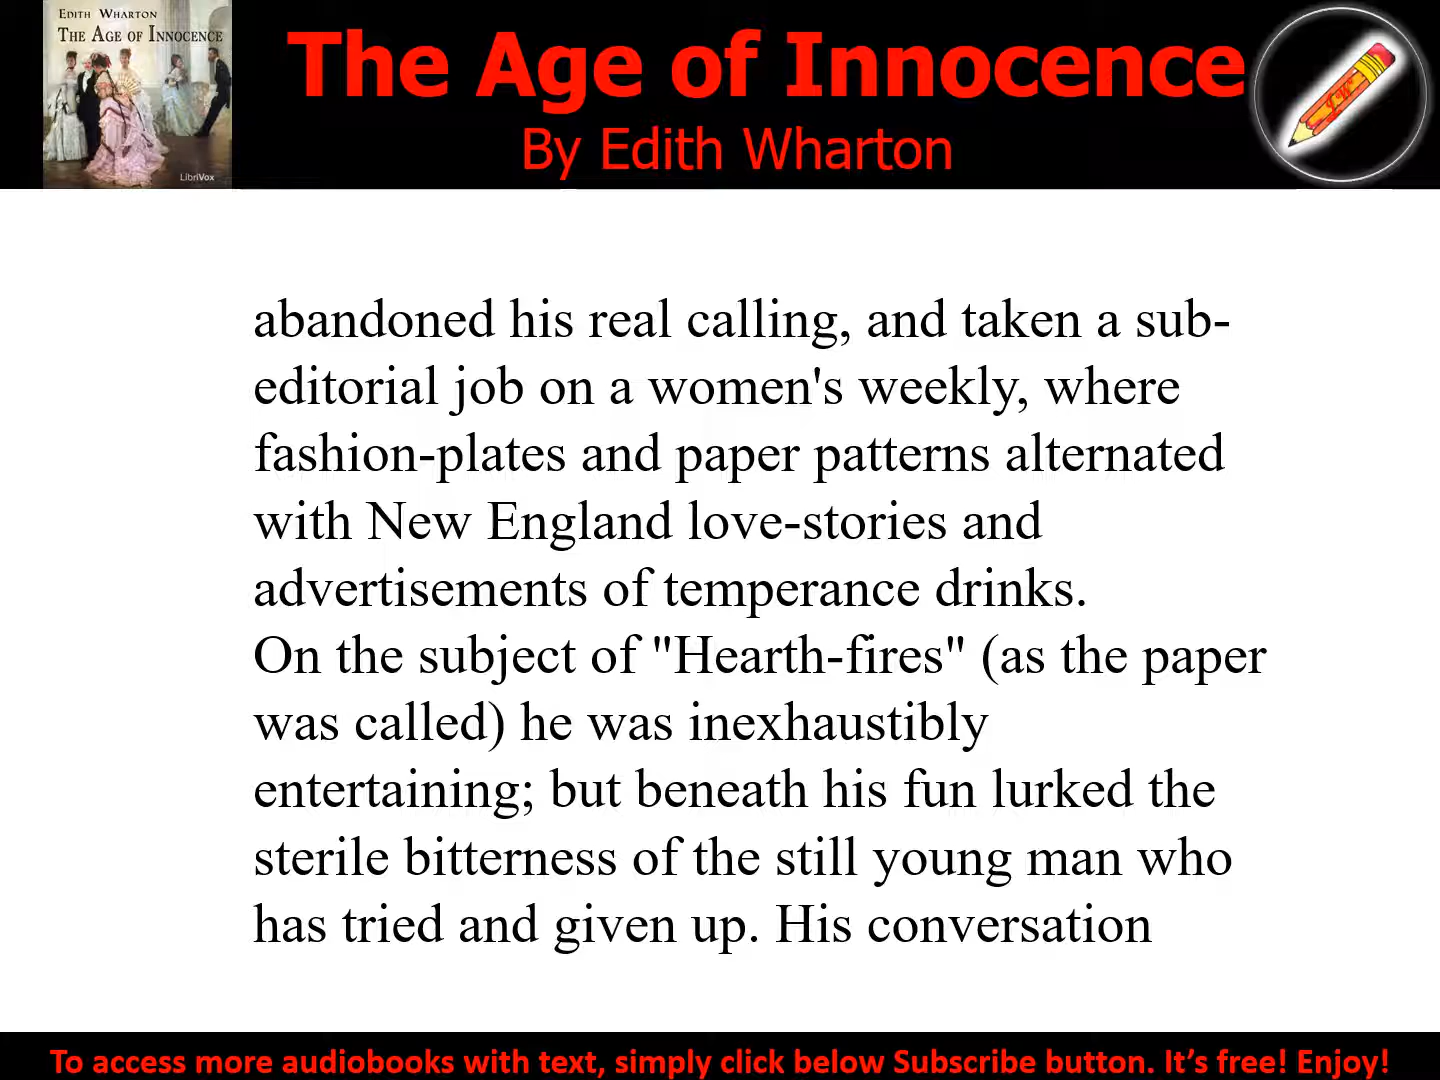 EDITH WHARTON
THE AGE OF INNOCENCE
LibriVox
The Age of Innocence
By Edith Wharton
JW
abandoned his real calling, and taken a sub-
editorial job on a women's weekly, where
fashion-plates and paper patterns alternated
with New England love-stories and
advertisements of temperance drinks.
On the subject of "Hearth-fires" (as the paper
was called) he was inexhaustibly
entertaining; but beneath his fun lurked the
sterile bitterness of the still young man who
has tried and given up. His conversation
To access more audiobooks with text, simply click below Subscribe button. It’s free! Enjoy!